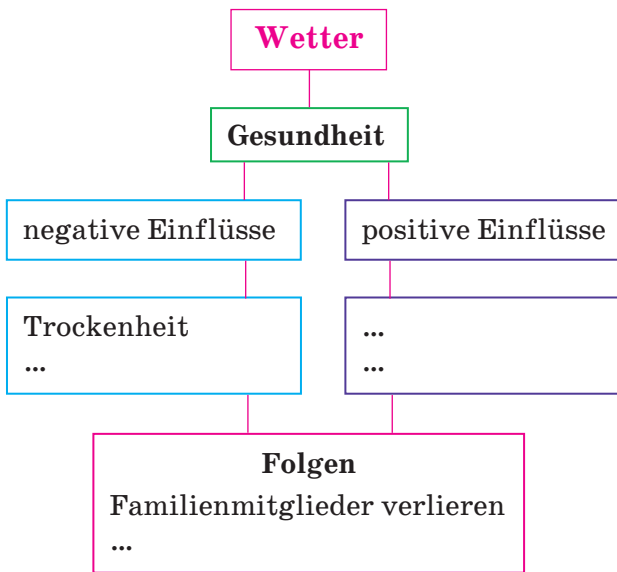 Wetter
Gesundheit
negative Einflüsse
positive Einflüsse
Trockenheit
...
...
...
Folgen
Familienmitglieder verlieren
...